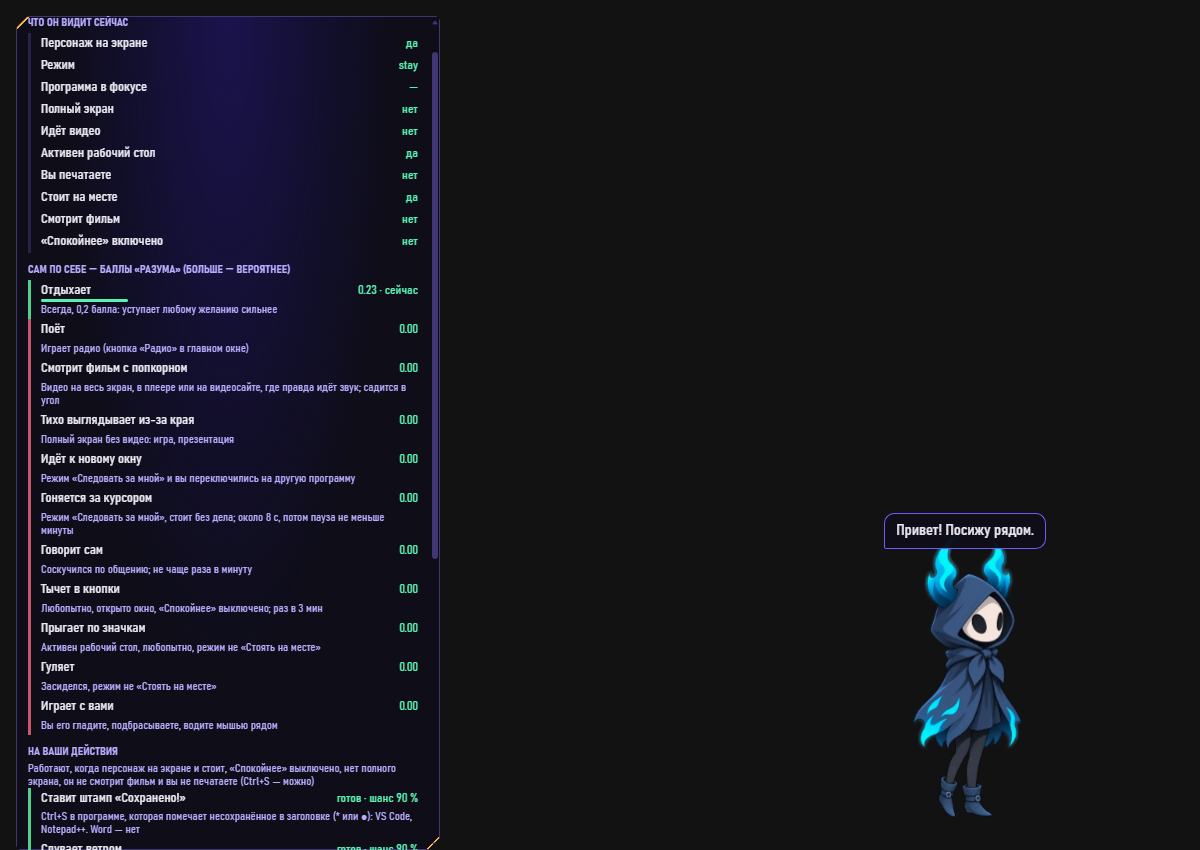 ЧТО ОН ВИДИТ СЕЙЧАС
Персонаж на экране да
Режим stay
Программа в фокусе —
Полный экран нет
Идёт видео нет
Активен рабочий стол да
Вы печатаете нет
Стоит на месте да
Смотрит фильм нет
«Спокойнее» включено нет
САМ ПО СЕБЕ — БАЛЛЫ «РАЗУМА» (БОЛЬШЕ — ВЕРОЯТНЕЕ)
Отдыхает 0.23 · сейчас
Всегда, 0,2 балла: уступает любому желанию сильнее
Поёт 0.00
Играет радио (кнопка «Радио» в главном окне)
Смотрит фильм с попкорном 0.00
Видео на весь экран, в плеере или на видеосайте, где правда идёт звук; садится в
угол
Тихо выглядывает из-за края 0.00
Полный экран без видео: игра, презентация
Идёт к новому окну 0.00
Режим «Следовать за мной» и вы переключились на другую программу
Гоняется за курсором 0.00
Режим «Следовать за мной», стоит без дела; около 8 с, потом пауза не меньше
минуты
Говорит сам 0.00
Соскучился по общению; не чаще раза в минуту
Тычет в кнопки 0.00
Любопытно, открыто окно, «Спокойнее» выключено; раз в 3 мин
Прыгает по значкам 0.00
Активен рабочий стол, любопытно, режим не «Стоять на месте»
Гуляет 0.00
Засиделся, режим не «Стоять на месте»
Играет с вами 0.00
Вы его гладите, подбрасываете, водите мышью рядом
НА ВАШИ ДЕЙСТВИЯ
Работают, когда персонаж на экране и стоит, «Спокойнее» выключено, нет полного
экрана, он не смотрит фильм и вы не печатаете (Ctrl+S — можно)
Ставит штамп «Сохранено!» готов · шанс 90 %
Ctrl+S в программе, которая помечает несохранённое в заголовке (* или ●): VS Code,
Notepad++. Word — нет
Сдувает ветром готов · шанс 90 %
Привет! Посижу рядом.